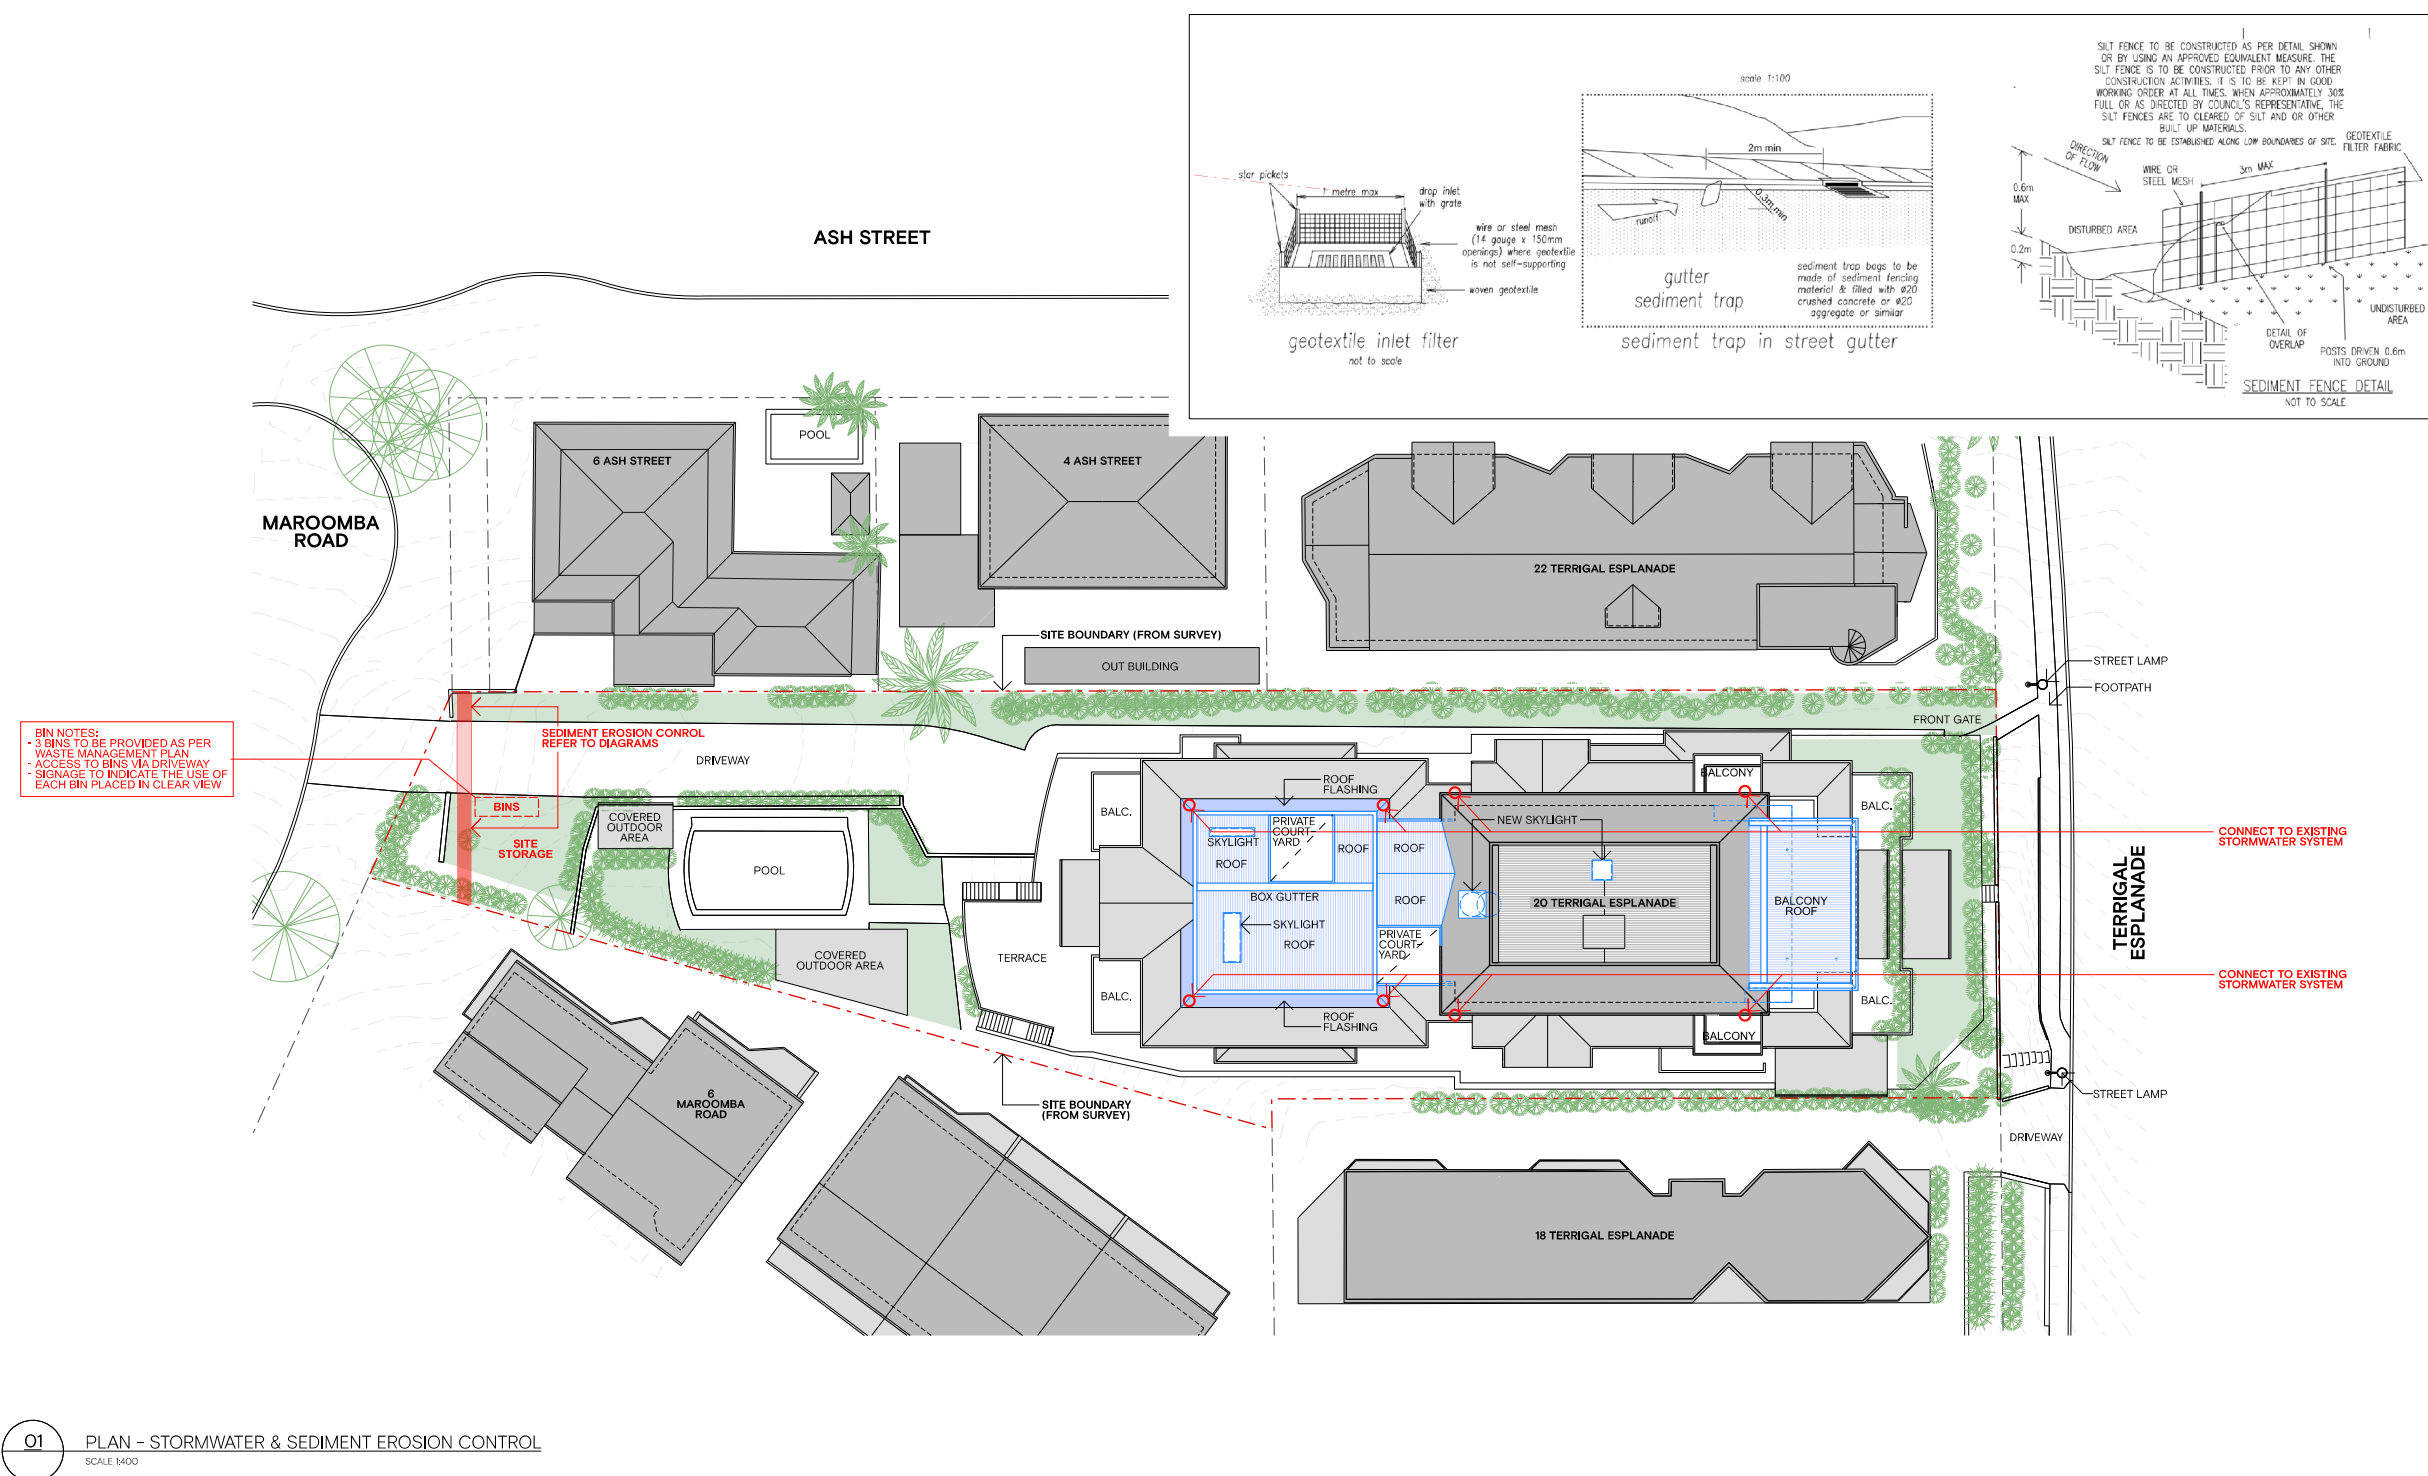 scale 1:100
star pickets
1 metre max
drop inlet
with grate
wire or steel mesh
(14 gauge x 150mm
openings) where geotextile
is not self-supporting
woven geotextile
geotextile inlet filter
not to scale
2m min
0.3m min
runoff
gutter
sediment trap
sediment trap bags to be
made of sediment fencing
material & filled with ø20
crushed concrete or ø20
aggregate or similar
sediment trap in street gutter
SILT FENCE TO BE CONSTRUCTED AS PER DETAIL SHOWN
OR BY USING AN APPROVED EQUIVALENT MEASURE. THE
SILT FENCE IS TO BE CONSTRUCTED PRIOR TO ANY OTHER
CONSTRUCTION ACTIVITIES. IT IS TO BE KEPT IN GOOD
WORKING ORDER AT ALL TIMES. WHEN APPROXIMATELY 30%
FULL OR AS DIRECTED BY COUNCIL'S REPRESENTATIVE, THE
SILT FENCES ARE TO CLEARED OF SILT AND OR OTHER
BUILT UP MATERIALS.
SILT FENCE TO BE ESTABLISHED ALONG LOW BOUNDARIES OF SITE.
GEOTEXTILE
FILTER FABRIC
DIRECTION
OF FLOW
WIRE OR
STEEL MESH
3m MAX
0.6m
MAX
0.2m
DISTURBED AREA
UNDISTURBED
AREA
DETAIL OF
OVERLAP
POSTS DRIVEN 0.6m
INTO GROUND
SEDIMENT FENCE DETAIL
NOT TO SCALE
ASH STREET
MAROOMBA
ROAD
6 ASH STREET
POOL
4 ASH STREET
22 TERRIGAL ESPLANADE
SITE BOUNDARY (FROM SURVEY)
OUT BUILDING
STREET LAMP
FOOTPATH
FRONT GATE
BIN NOTES:
- 3 BINS TO BE PROVIDED AS PER
WASTE MANAGEMENT PLAN
- ACCESS TO BINS VIA DRIVEWAY
- SIGNAGE TO INDICATE THE USE OF
EACH BIN PLACED IN CLEAR VIEW
SEDIMENT EROSION CONROL
REFER TO DIAGRAMS
DRIVEWAY
BINS
SITE
STORAGE
COVERED
OUTDOOR
AREA
POOL
COVERED
OUTDOOR AREA
TERRACE
BALC.
BALC.
ROOF
FLASHING
SKYLIGHT
ROOF
PRIVATE
COURT-
YARD
ROOF
ROOF
ROOF
BOX GUTTER
SKYLIGHT
ROOF
PRIVATE
COURT-
YARD
ROOF
FLASHING
NEW SKYLIGHT
20 TERRIGAL ESPLANADE
BALCONY
BALCONY
ROOF
BALCONY
BALC.
BALC.
CONNECT TO EXISTING
STORMWATER SYSTEM
TERRIGAL
ESPLANADE
CONNECT TO EXISTING
STORMWATER SYSTEM
STREET LAMP
DRIVEWAY
6
MAROOMBA
ROAD
SITE BOUNDARY
(FROM SURVEY)
18 TERRIGAL ESPLANADE
01
PLAN - STORMWATER & SEDIMENT EROSION CONTROL
SCALE 1:400